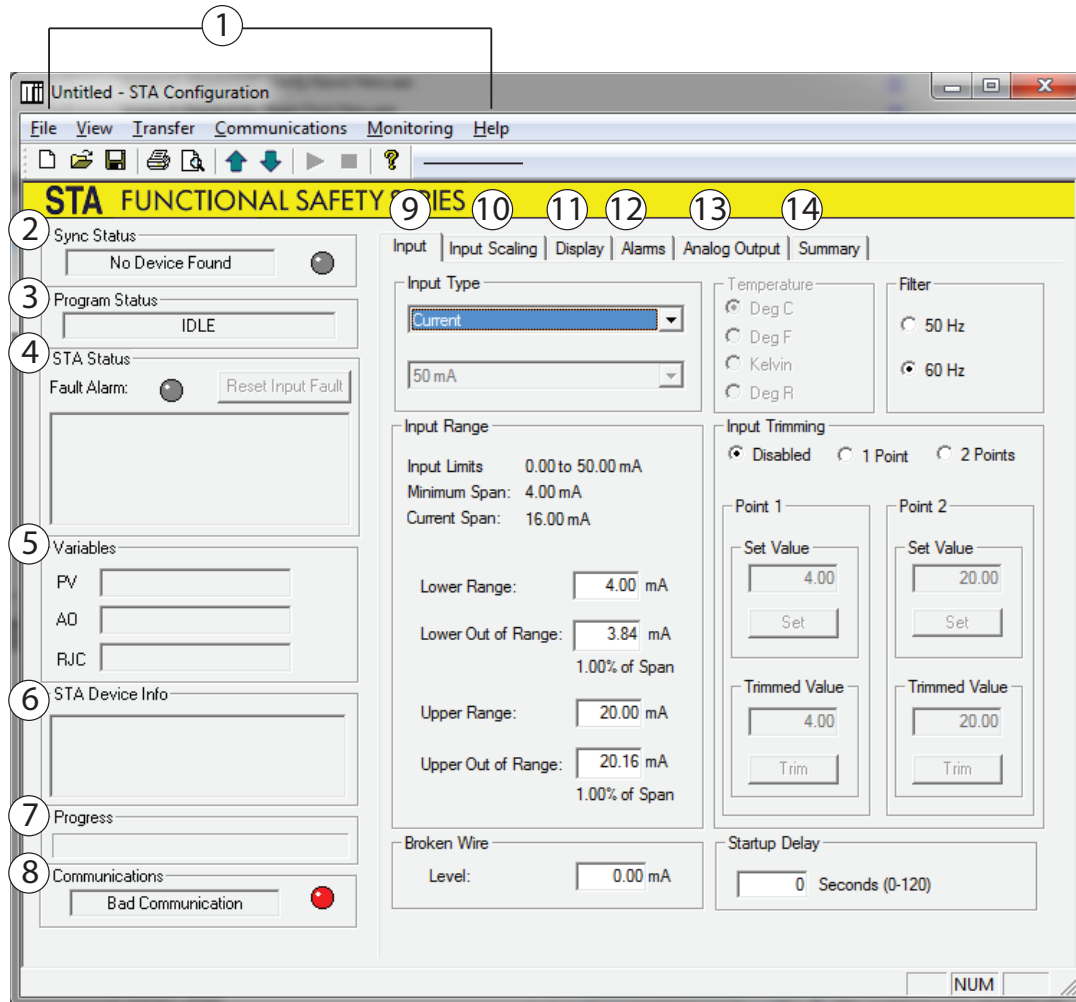 1
Untitled - STA Configuration
File View Transfer Communications Monitoring Help
STA FUNCTIONAL SAFETY SERIES
2
Sync Status
No Device Found
3
Program Status
IDLE
4
STA Status
Fault Alarm:
Reset Input Fault
5
Variables
PV
AO
RJC
6
STA Device Info
7
Progress
8
Communications
Bad Communication
9 10 11 12 13 14
Input Input Scaling Display Alarms Analog Output Summary
Input Type
Current
50 mA
Temperature
Deg C
Deg F
Kelvin
Deg R
Filter
50 Hz
60 Hz
Input Range
Input Limits 0.00 to 50.00 mA
Minimum Span: 4.00 mA
Current Span: 16.00 mA
Lower Range: 4.00 mA
Lower Out of Range: 3.84 mA
1.00% of Span
Upper Range: 20.00 mA
Upper Out of Range: 20.16 mA
1.00% of Span
Input Trimming
Disabled 1 Point 2 Points
Point 1
Set Value
4.00
Set
Trimmed Value
4.00
Trim
Point 2
Set Value
20.00
Set
Trimmed Value
20.00
Trim
Broken Wire
Level: 0.00 mA
Startup Delay
0 Seconds (0-120)
NUM